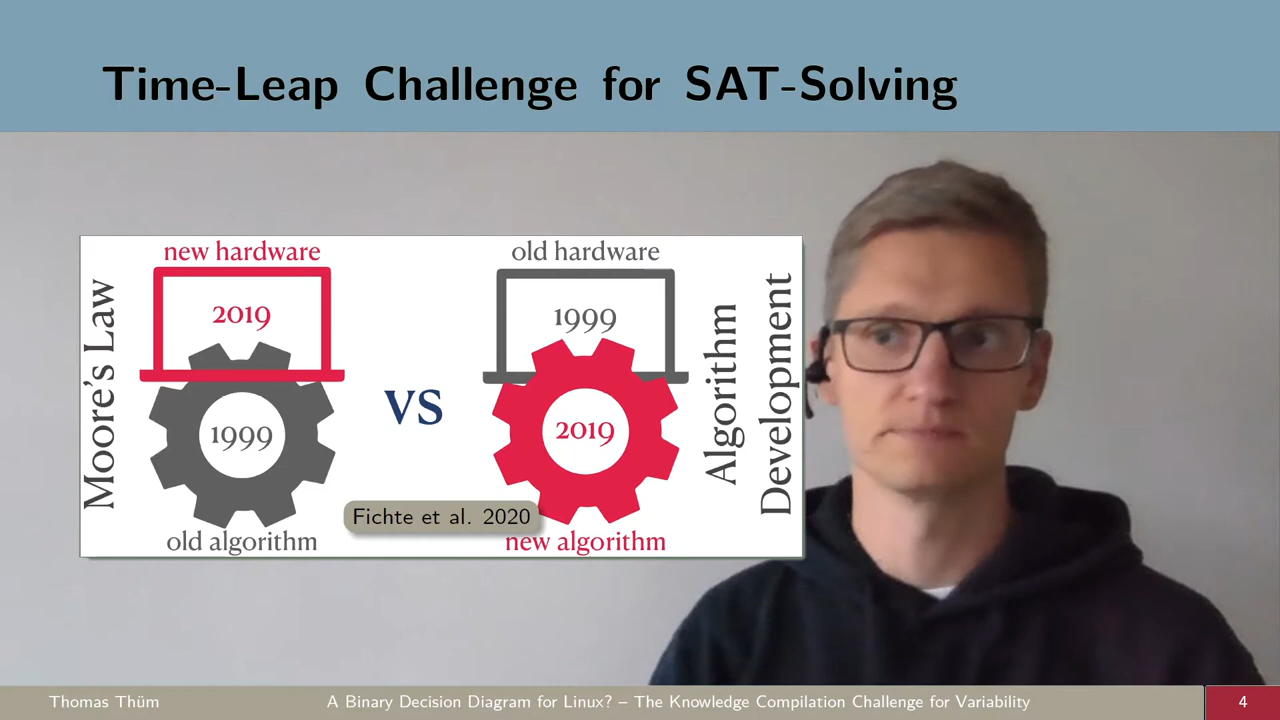 Time-Leap Challenge for SAT-Solving
Moore's Law
new hardware
2019
1999
old algorithm
vs
old hardware
1999
2019
new algorithm
Algorithm
Development
Fichte et al. 2020
Thomas Thüm
A Binary Decision Diagram for Linux? – The Knowledge Compilation Challenge for Variability
4